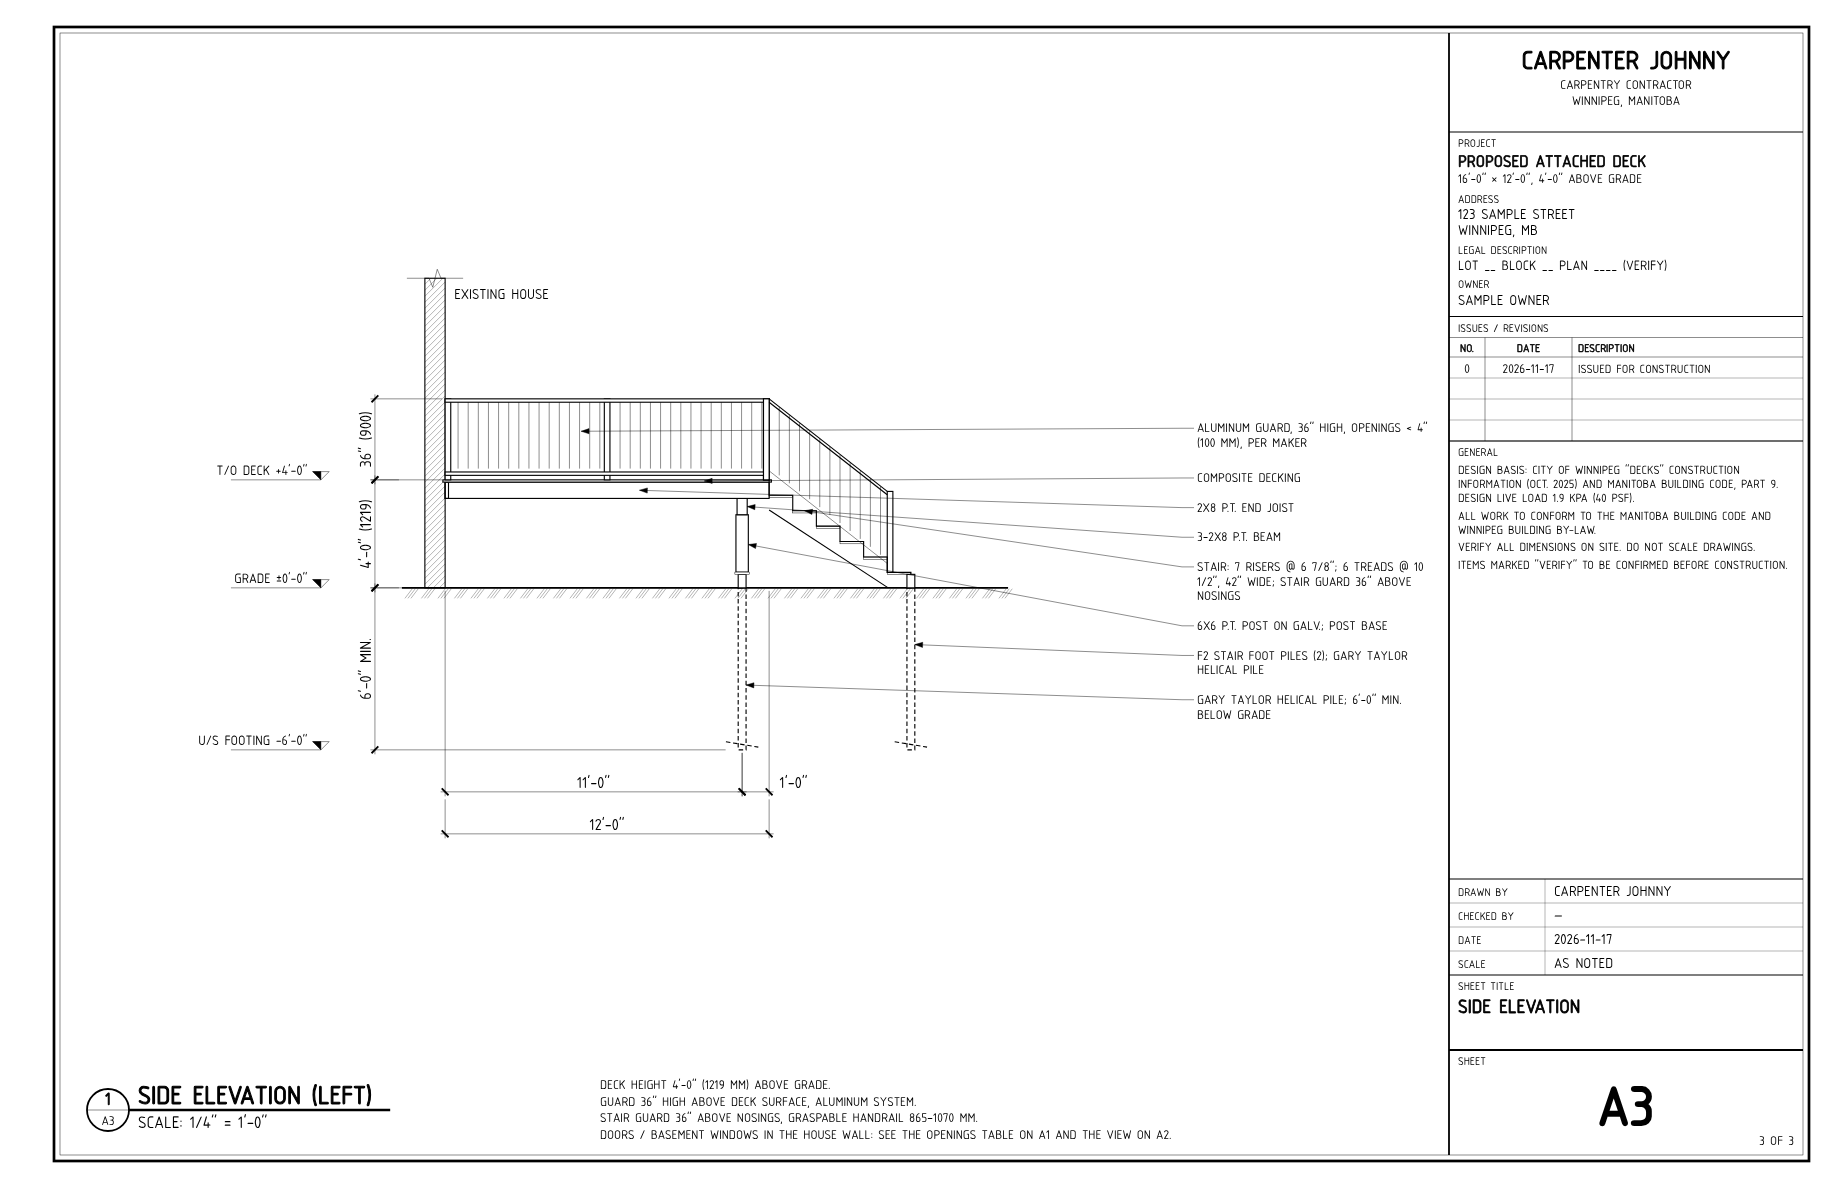 CARPENTER JOHNNY
CARPENTRY CONTRACTOR
WINNIPEG, MANITOBA
PROJECT
PROPOSED ATTACHED DECK
16'-0" × 12'-0", 4'-0" ABOVE GRADE
ADDRESS
123 SAMPLE STREET
WINNIPEG, MB
LEGAL DESCRIPTION
LOT __ BLOCK __ PLAN ____ (VERIFY)
OWNER
SAMPLE OWNER
ISSUES / REVISIONS
NO. DATE DESCRIPTION
0 2026-11-17 ISSUED FOR CONSTRUCTION
GENERAL
DESIGN BASIS: CITY OF WINNIPEG "DECKS" CONSTRUCTION
INFORMATION (OCT. 2025) AND MANITOBA BUILDING CODE, PART 9.
DESIGN LIVE LOAD 1.9 KPA (40 PSF).
ALL WORK TO CONFORM TO THE MANITOBA BUILDING CODE AND
WINNIPEG BUILDING BY-LAW.
VERIFY ALL DIMENSIONS ON SITE. DO NOT SCALE DRAWINGS.
ITEMS MARKED "VERIFY" TO BE CONFIRMED BEFORE CONSTRUCTION.
DRAWN BY CARPENTER JOHNNY
CHECKED BY —
DATE 2026-11-17
SCALE AS NOTED
SHEET TITLE
SIDE ELEVATION
SHEET
A3
3 OF 3
EXISTING HOUSE
36" (900)
T/O DECK +4'-0"
4'-0" (1219)
GRADE ±0'-0"
6'-0" MIN.
U/S FOOTING -6'-0"
11'-0"
1'-0"
12'-0"
ALUMINUM GUARD, 36" HIGH, OPENINGS < 4"
(100 MM), PER MAKER
COMPOSITE DECKING
2X8 P.T. END JOIST
3-2X8 P.T. BEAM
STAIR: 7 RISERS @ 6 7/8"; 6 TREADS @ 10
1/2", 42" WIDE; STAIR GUARD 36" ABOVE
NOSINGS
6X6 P.T. POST ON GALV.; POST BASE
F2 STAIR FOOT PILES (2); GARY TAYLOR
HELICAL PILE
GARY TAYLOR HELICAL PILE; 6'-0" MIN.
BELOW GRADE
1
A3
SIDE ELEVATION (LEFT)
SCALE: 1/4" = 1'-0"
DECK HEIGHT 4'-0" (1219 MM) ABOVE GRADE.
GUARD 36" HIGH ABOVE DECK SURFACE, ALUMINUM SYSTEM.
STAIR GUARD 36" ABOVE NOSINGS, GRASPABLE HANDRAIL 865-1070 MM.
DOORS / BASEMENT WINDOWS IN THE HOUSE WALL: SEE THE OPENINGS TABLE ON A1 AND THE VIEW ON A2.